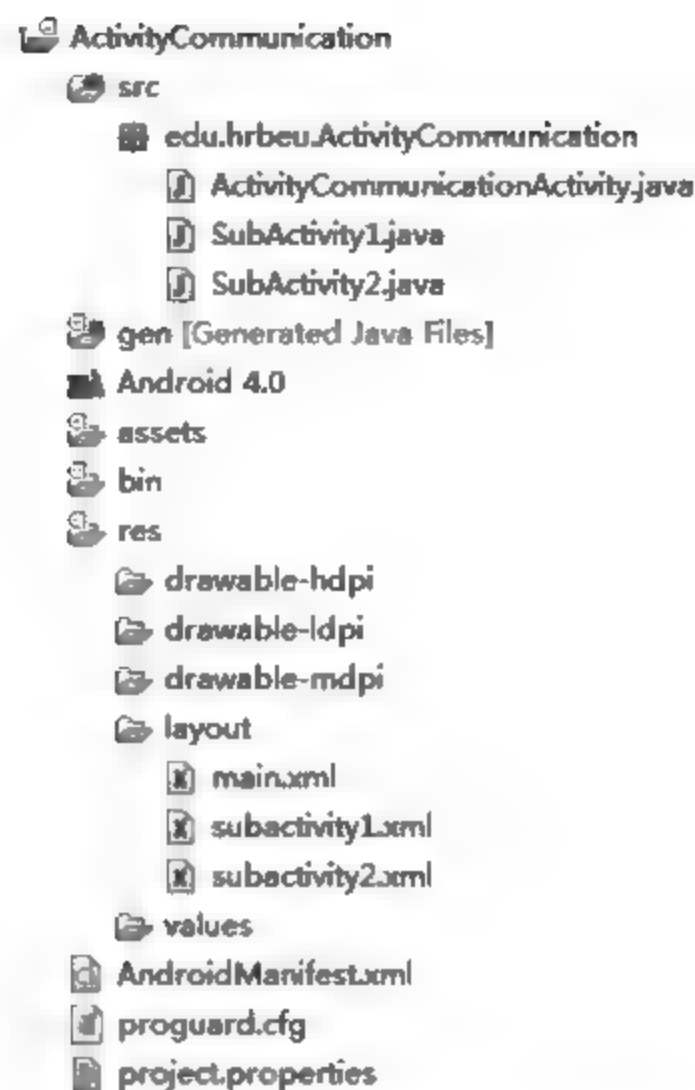 ActivityCommunication
src
edu.hrbeu.ActivityCommunication
ActivityCommunicationActivity.java
SubActivity1.java
SubActivity2.java
gen [Generated Java Files]
Android 4.0
assets
bin
res
drawable-hdpi
drawable-ldpi
drawable-mdpi
layout
main.xml
subactivity1.xml
subactivity2.xml
values
AndroidManifest.xml
proguard.cfg
project.properties